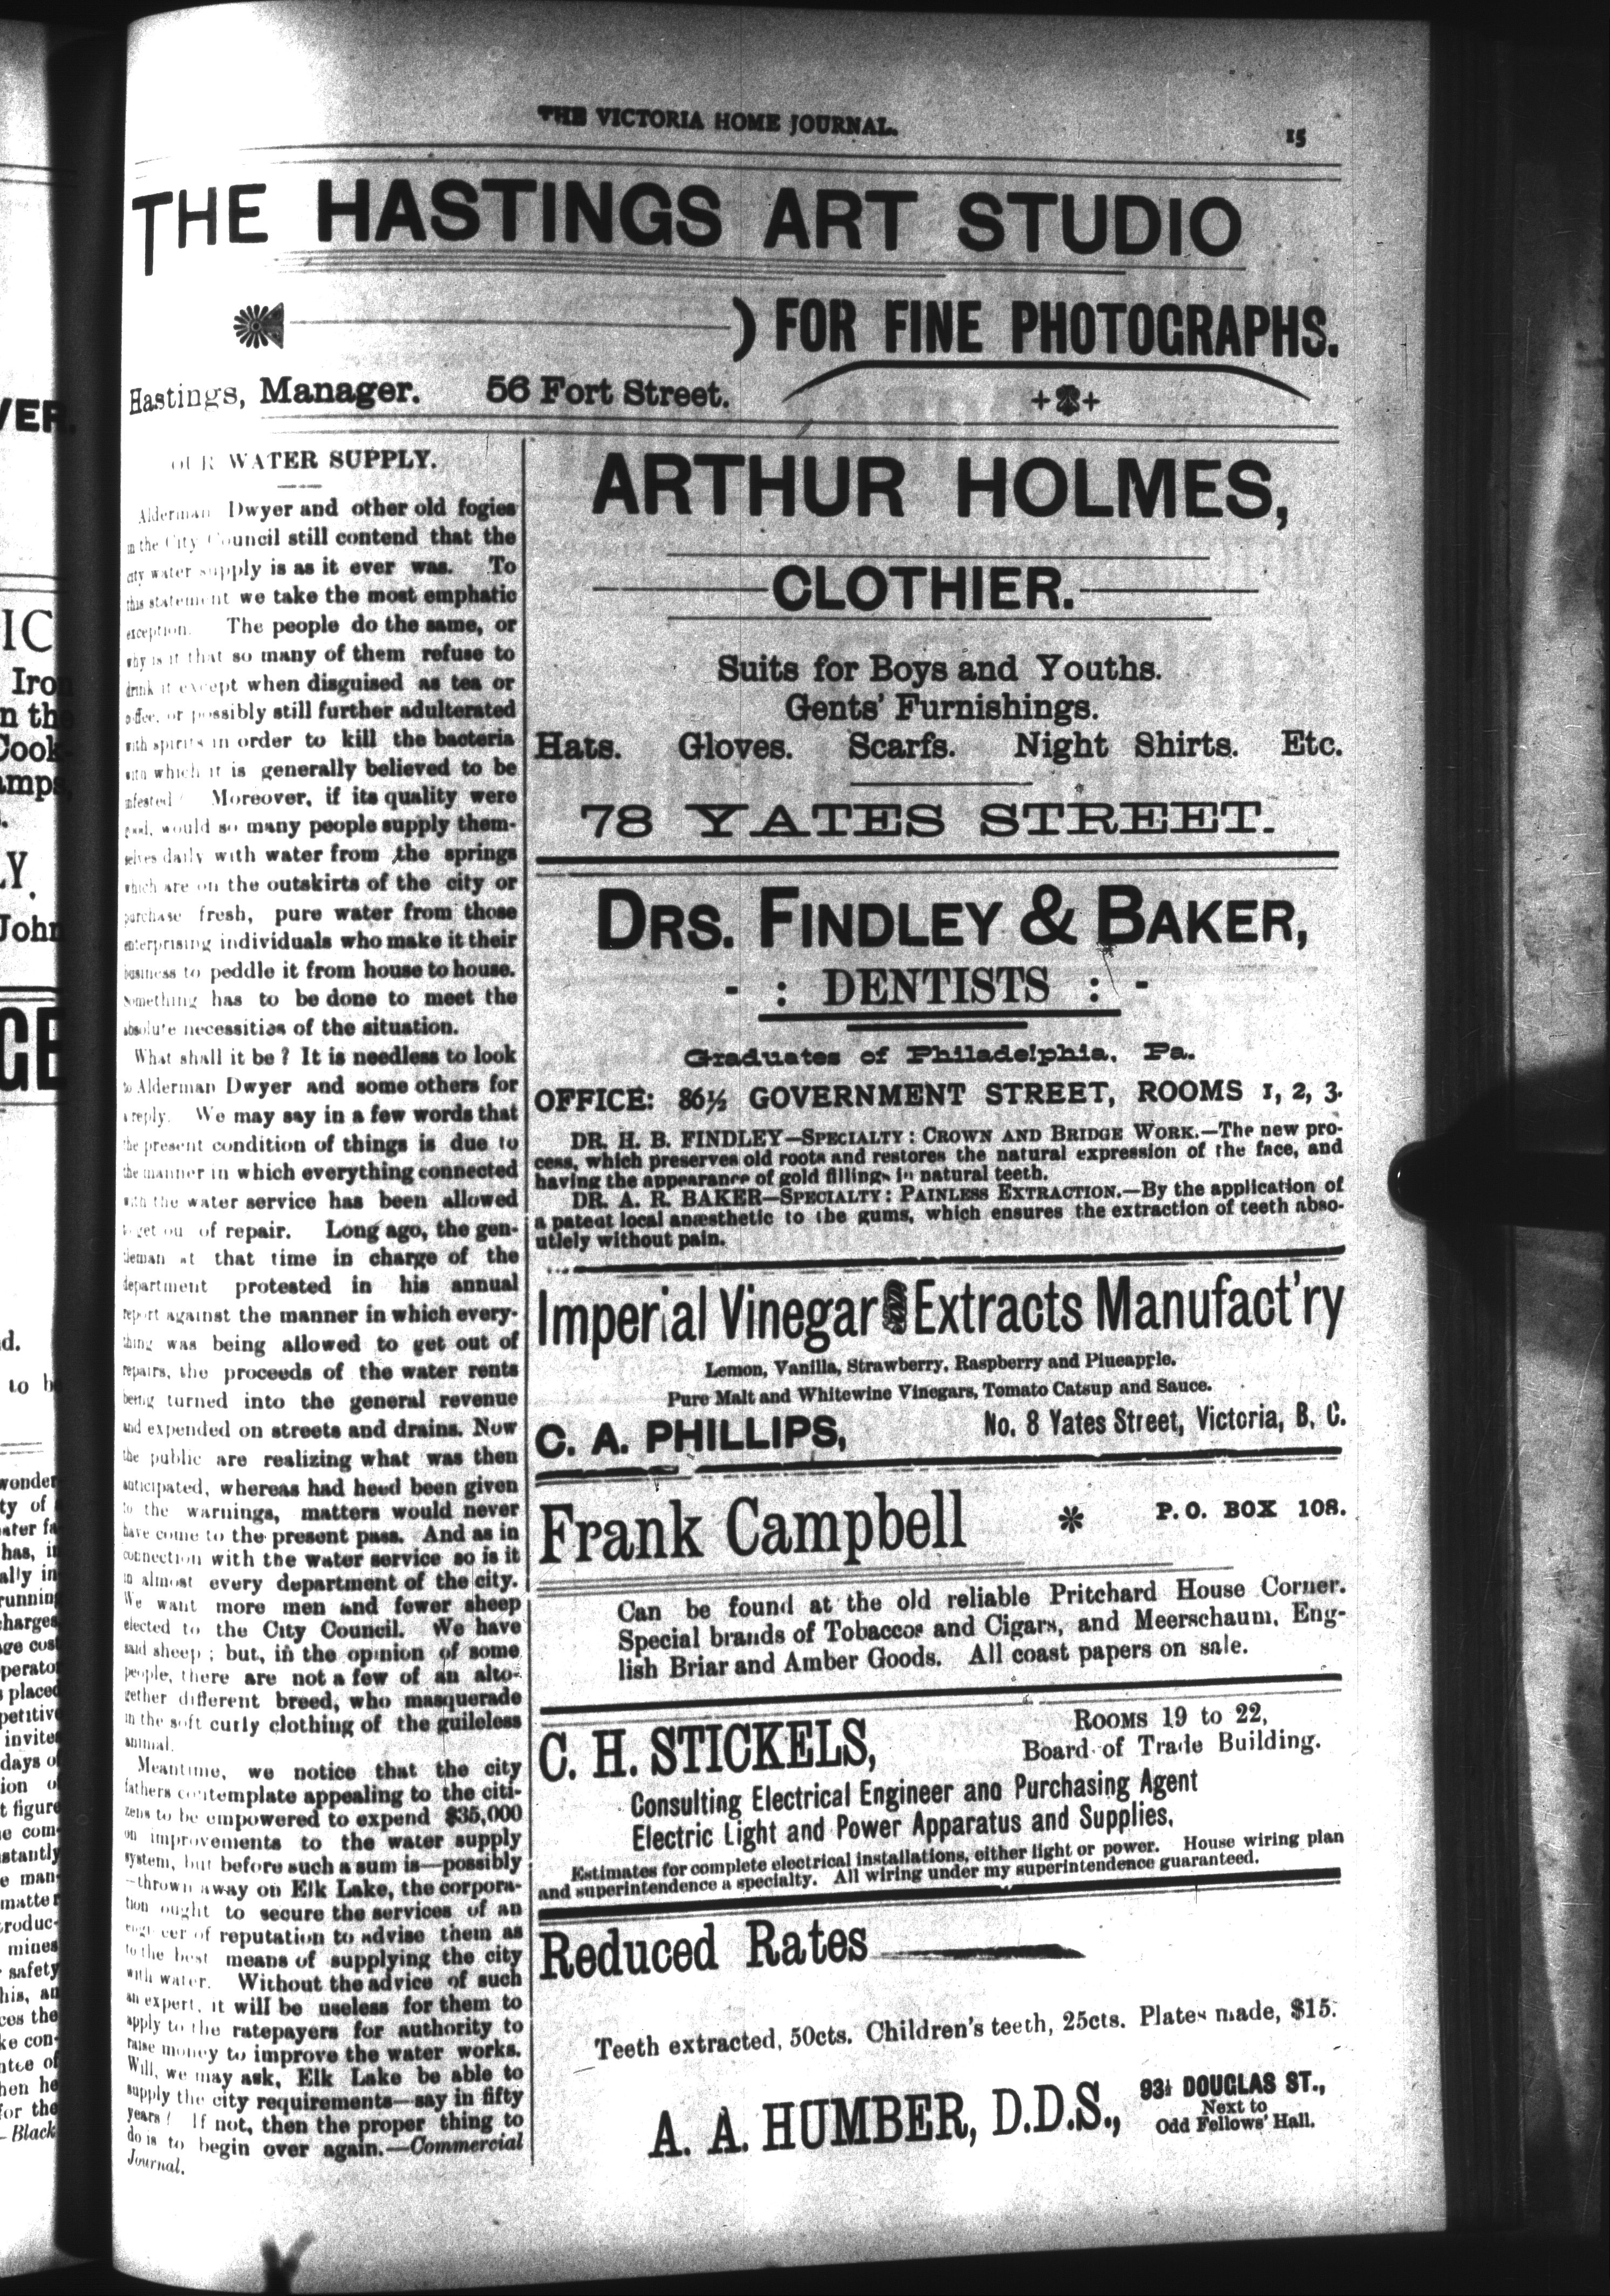 THE VICTORIA HOME JOURNAL.
15
THE HASTINGS ART STUDIO
) FOR FINE PHOTOGRAPHS.
Hastings, Manager. 56 Fort Street.
OUR WATER SUPPLY.
Alderman Dwyer and other old fogies
in the City Council still contend that the
city water supply is as it ever was. To
this statement we take the most emphatic
exception. The people do the same, or
why is it that so many of them refuse to
drink it except when disguised as tea or
coffee, or possibly still further adulterated
with spirits in order to kill the bacteria
with which it is generally believed to be
infested? Moreover, if its quality were
good, would so many people supply them-
selves daily with water from the springs
which are on the outskirts of the city or
purchase fresh, pure water from those
enterprising individuals who make it their
business to peddle it from house to house.
Something has to be done to meet the
absolute necessities of the situation.
What shall it be? It is needless to look
to Alderman Dwyer and some others for
a reply. We may say in a few words that
the present condition of things is due to
the manner in which everything connected
with the water service has been allowed
to get out of repair. Long ago, the gen-
tleman at that time in charge of the
department protested in his annual
report against the manner in which every-
thing was being allowed to get out of
repairs, the proceeds of the water rents
being turned into the general revenue
and expended on streets and drains. Now
the public are realizing what was then
anticipated, whereas had heed been given
to the warnings, matters would never
have come to the present pass. And as in
connection with the water service so is it
in almost every department of the city.
We want more men and fewer sheep
elected to the City Council. We have
said sheep; but, in the opinion of some
people, there are not a few of an alto-
gether different breed, who masquerade
in the soft curly clothing of the guileless
animal.
Meantime, we notice that the city
fathers contemplate appealing to the citi-
zens to be empowered to expend $35,000
on improvements to the water supply
system, but before such a sum is—possibly
—thrown away on Elk Lake, the corpora-
tion ought to secure the services of an
engineer of reputation to advise them as
to the best means of supplying the city
with water. Without the advice of such
an expert, it will be useless for them to
apply to the ratepayers for authority to
raise money to improve the water works.
Will, we may ask, Elk Lake be able to
supply the city requirements—say in fifty
years? If not, then the proper thing to
do is to begin over again.—Commercial
Journal.
ARTHUR HOLMES,
CLOTHIER.
Suits for Boys and Youths.
Gents' Furnishings.
Hats. Gloves. Scarfs. Night Shirts. Etc.
78 YATES STREET.
DRS. FINDLEY & BAKER,
- : DENTISTS : -
Graduates of Philadelphia, Pa.
OFFICE: 86½ GOVERNMENT STREET, ROOMS 1, 2, 3.
DR. H. B. FINDLEY—SPECIALTY: CROWN AND BRIDGE WORK.—The new pro-
cess, which preserves old roots and restores the natural expression of the face, and
having the appearance of gold fillings in natural teeth.
DR. A. R. BAKER—SPECIALTY: PAINLESS EXTRACTION.—By the application of
a patent local anæsthetic to the gums, which ensures the extraction of teeth abso-
utlely without pain.
Imperial Vinegar and Extracts Manufact'ry
Lemon, Vanilla, Strawberry, Raspberry and Pineapple.
Pure Malt and Whitewine Vinegars, Tomato Catsup and Sauce.
C. A. PHILLIPS, No. 8 Yates Street, Victoria, B. C.
Frank Campbell * P. O. BOX 108.
Can be found at the old reliable Pritchard House Corner.
Special brands of Tobaccos and Cigars, and Meerschaum, Eng-
lish Briar and Amber Goods. All coast papers on sale.
C. H. STICKELS,
ROOMS 19 to 22,
Board of Trade Building.
Consulting Electrical Engineer and Purchasing Agent
Electric Light and Power Apparatus and Supplies.
Estimates for complete electrical installations, either light or power. House wiring plan
and superintendence a specialty. All wiring under my superintendence guaranteed.
Reduced Rates
Teeth extracted, 50cts. Children's teeth, 25cts. Plates made, $15.
A. A. HUMBER, D.D.S.,
93½ DOUGLAS ST.,
Next to
Odd Fellows' Hall.